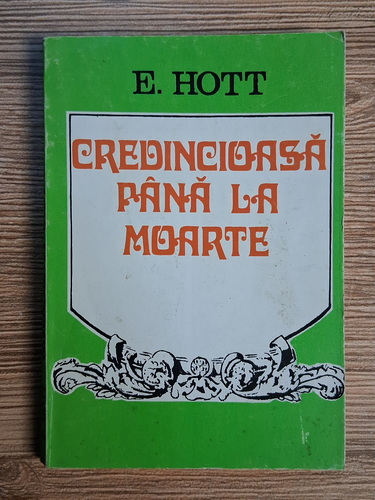 E. HOTT
CREDINCIOASĂ
PÂNĂ LA
MOARTE